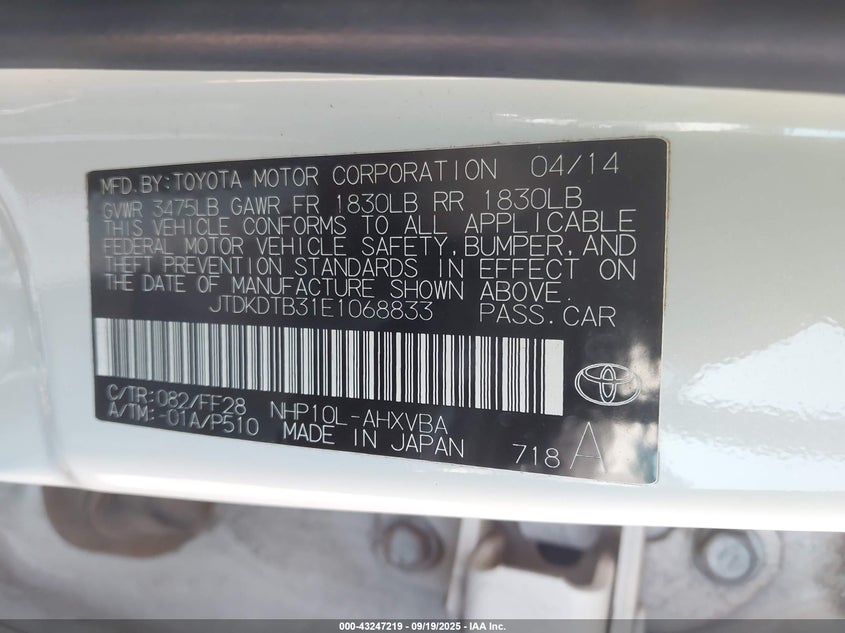 MFD. BY: TOYOTA MOTOR CORPORATION 04/14
GVWR 3475LB GAWR FR 1830LB RR 1830LB
THIS VEHICLE CONFORMS TO ALL APPLICABLE
FEDERAL MOTOR VEHICLE SAFETY, BUMPER, AND
THEFT PREVENTION STANDARDS IN EFFECT ON
THE DATE OF MANUFACTURE SHOWN ABOVE.
JTDKDTB31E1068833 PASS. CAR
C/TR: 082/FF28 NHP10L-AHXVBA
A/TM: -01A/P510 MADE IN JAPAN 718 A
000-43247219 - 09/19/2025 - IAA Inc.